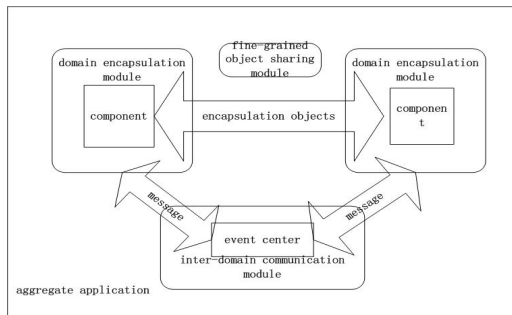 fine-grained
object sharing
module
domain encapsulation
module
domain encapsulation
module
component
encapsulation objects
componen
t
message
message
event center
inter-domain communication
module
aggregate application